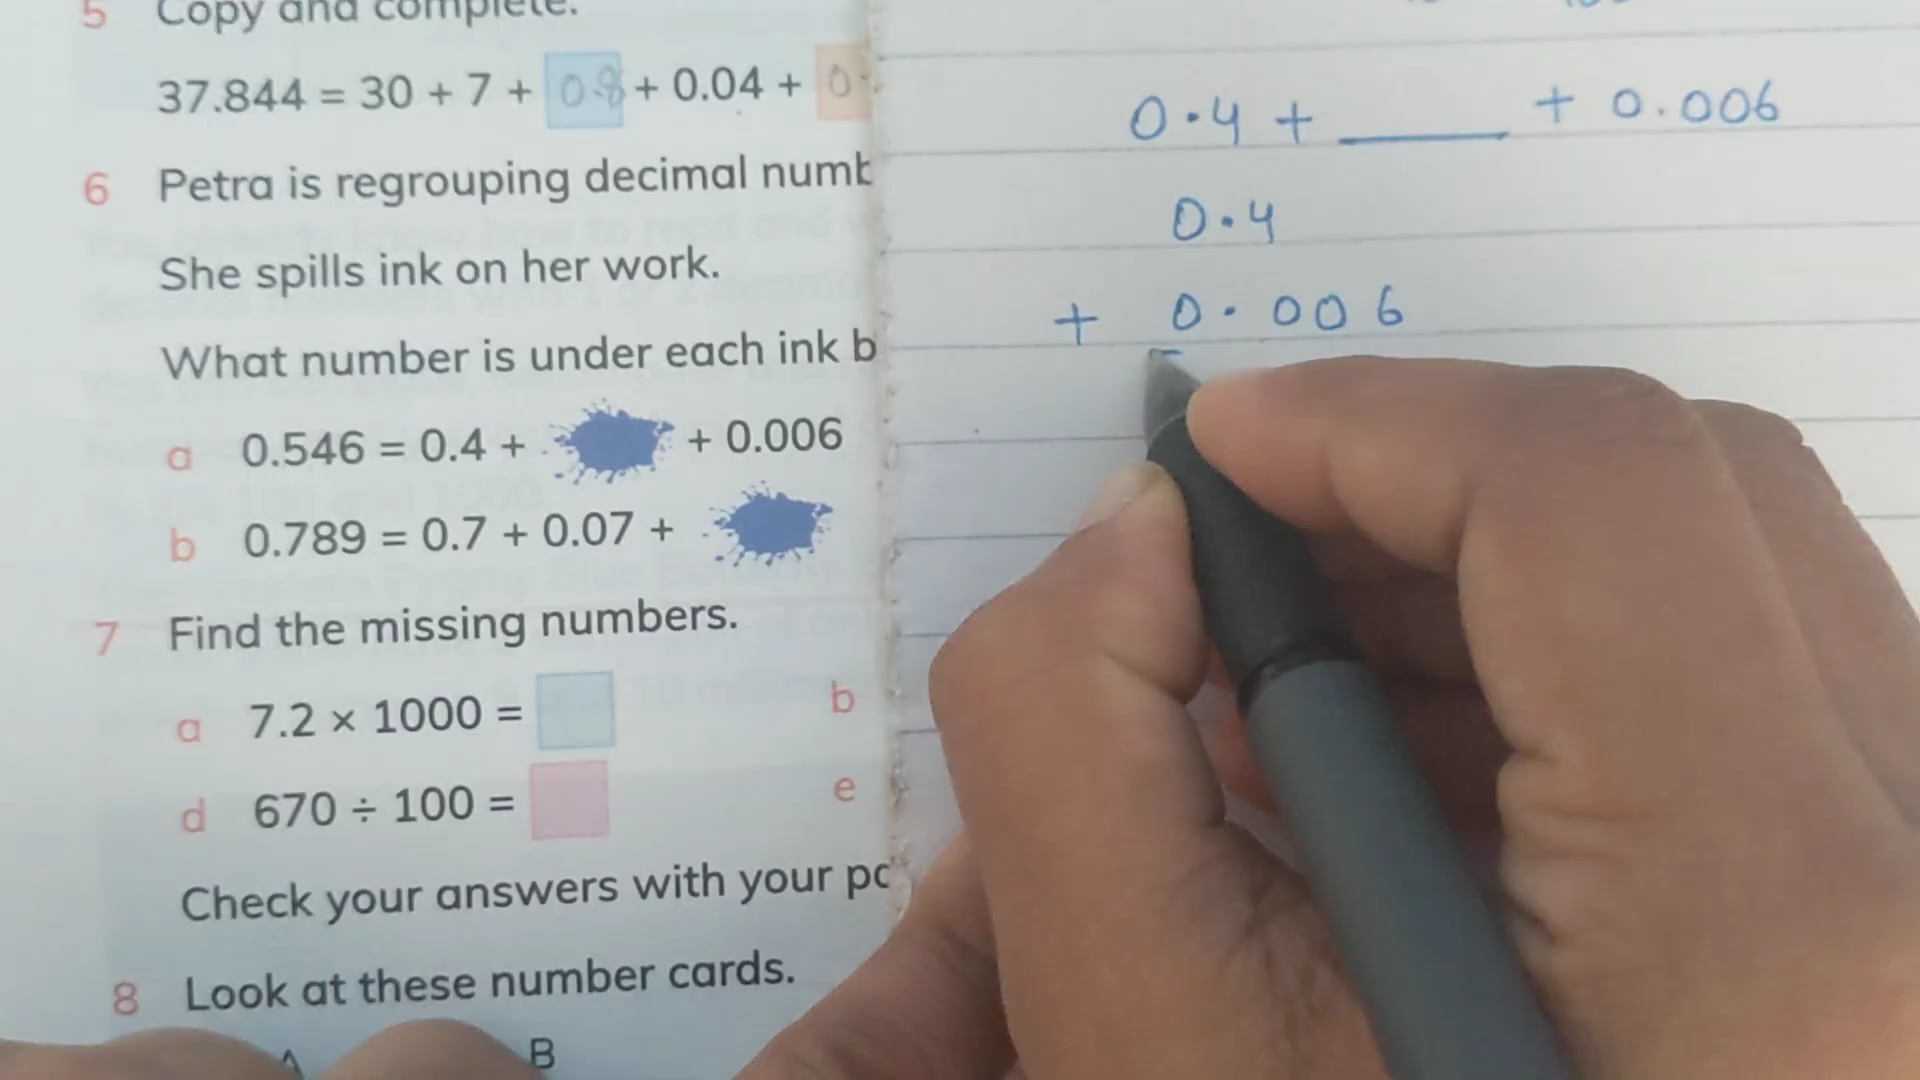 5 Copy and complete.
37.844 = 30 + 7 + 0.8 + 0.04 + 0.
6 Petra is regrouping decimal numb
She spills ink on her work.
What number is under each ink b
a 0.546 = 0.4 + + 0.006
b 0.789 = 0.7 + 0.07 +
7 Find the missing numbers.
a 7.2 × 1000 = b
d 670 ÷ 100 = e
Check your answers with your pa
8 Look at these number cards.
A B
0.4 + ____ + 0.006
0.4
+ 0.006